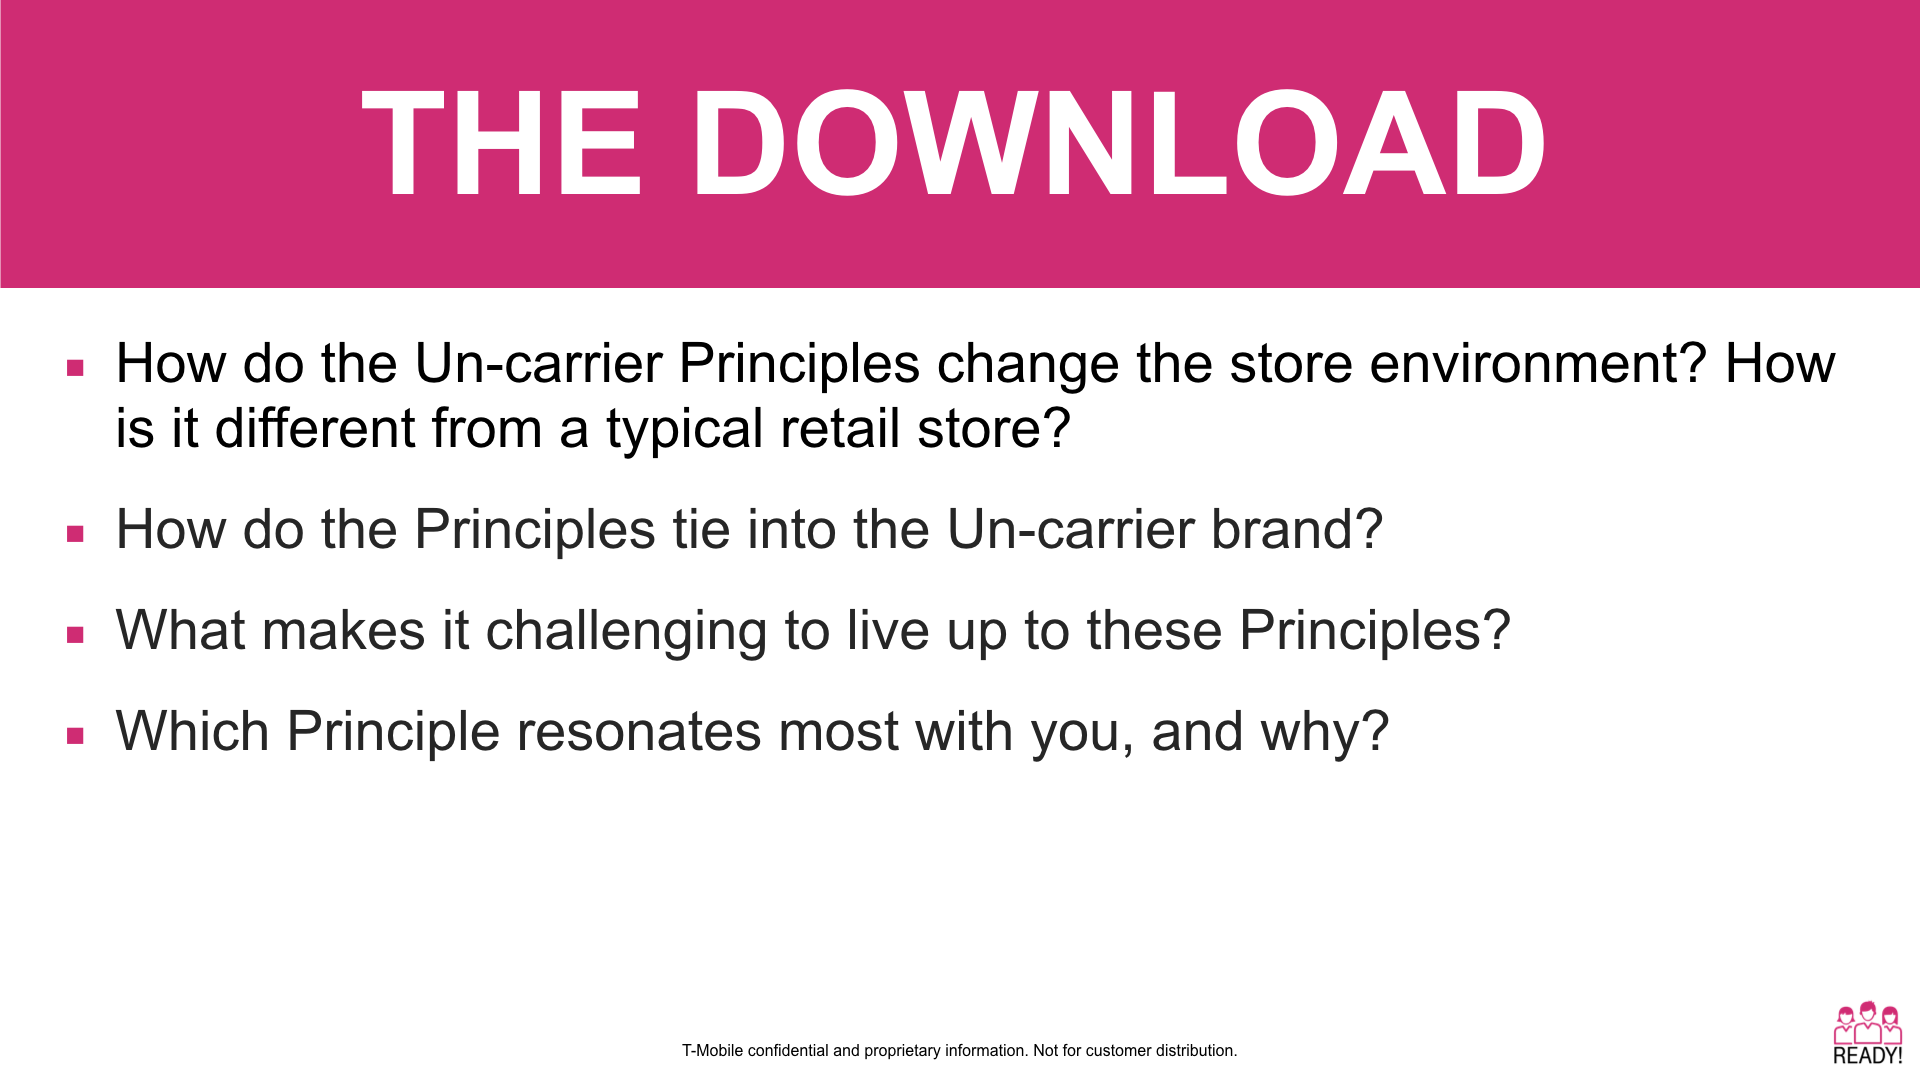 THE DOWNLOAD
How do the Un-carrier Principles change the store environment? How
is it different from a typical retail store?
How do the Principles tie into the Un-carrier brand?
What makes it challenging to live up to these Principles?
Which Principle resonates most with you, and why?
T-Mobile confidential and proprietary information. Not for customer distribution.
READY!